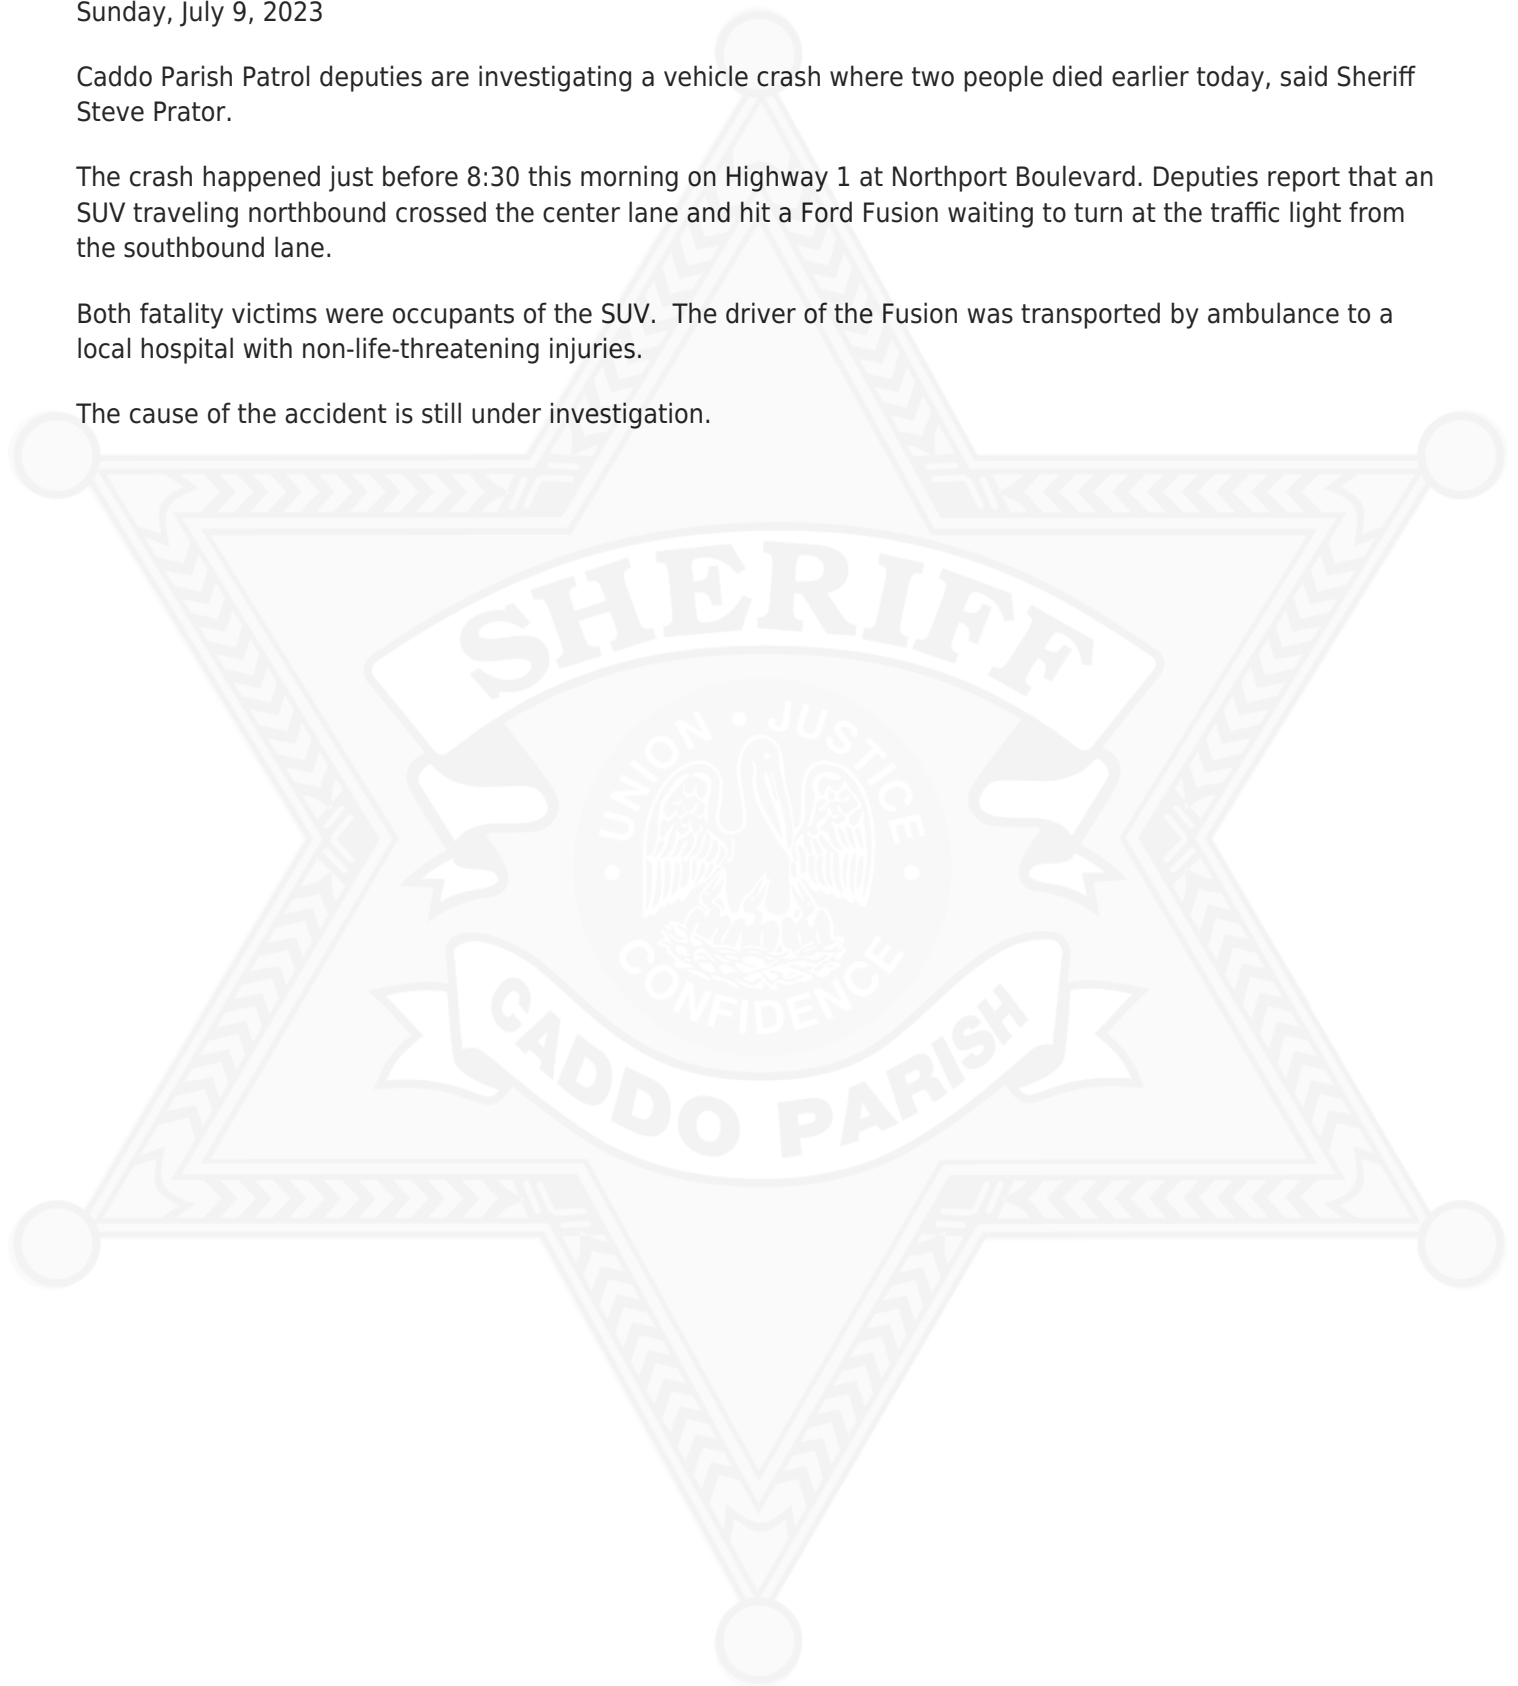 Sunday, July 9, 2023
Caddo Parish Patrol deputies are investigating a vehicle crash where two people died earlier today, said Sheriff
Steve Prator.
The crash happened just before 8:30 this morning on Highway 1 at Northport Boulevard. Deputies report that an
SUV traveling northbound crossed the center lane and hit a Ford Fusion waiting to turn at the traffic light from
the southbound lane.
Both fatality victims were occupants of the SUV.  The driver of the Fusion was transported by ambulance to a
local hospital with non-life-threatening injuries.
The cause of the accident is still under investigation.
SHERIFF
UNION • JUSTICE •
• CONFIDENCE
CADDO PARISH